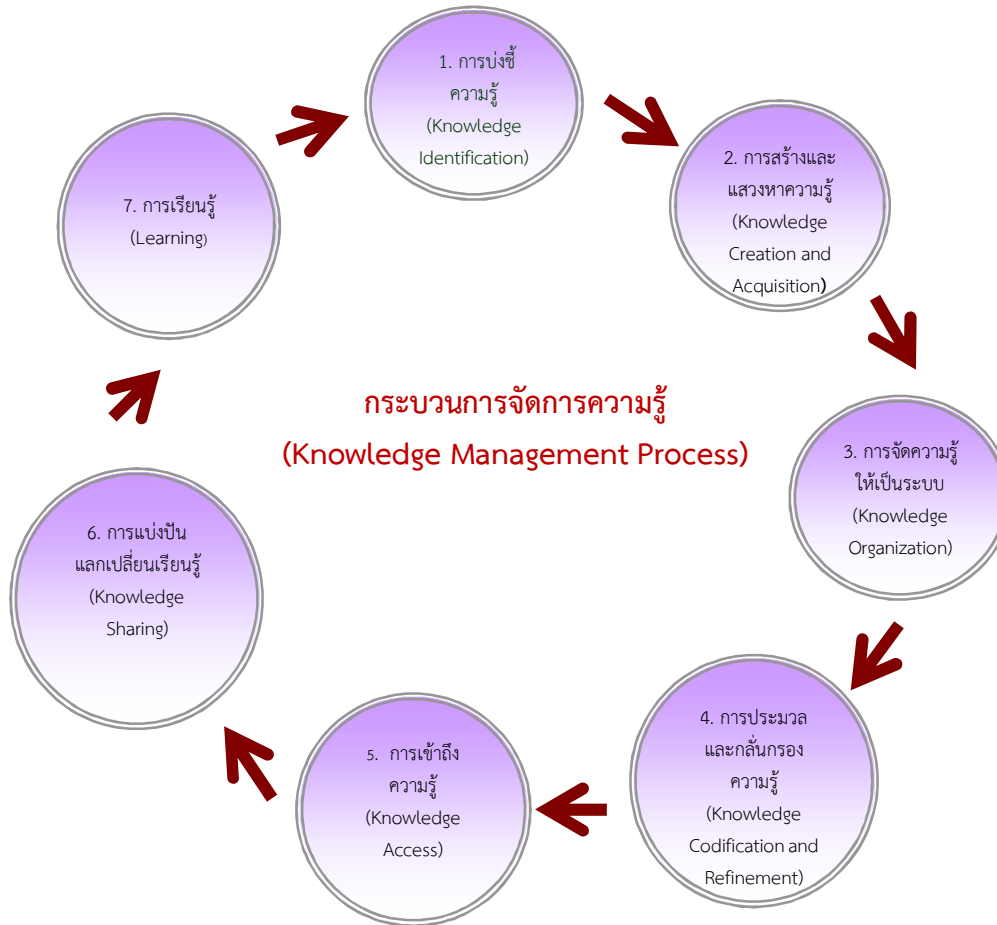 1. การบ่งชี้
ความรู้
(Knowledge
Identification)
2. การสร้างและ
แสวงหาความรู้
(Knowledge
Creation and
Acquisition)
3. การจัดความรู้
ให้เป็นระบบ
(Knowledge
Organization)
4. การประมวล
และกลั่นกรอง
ความรู้
(Knowledge
Codification and
Refinement)
5. การเข้าถึง
ความรู้
(Knowledge
Access)
6. การแบ่งปัน
แลกเปลี่ยนเรียนรู้
(Knowledge
Sharing)
7. การเรียนรู้
(Learning)
กระบวนการจัดการความรู้
(Knowledge Management Process)